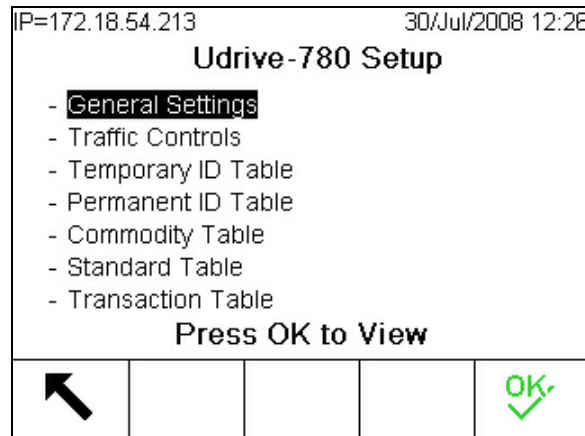 IP=172.18.54.213 30/Jul/2008 12:26
Udrive-780 Setup
- General Settings
- Traffic Controls
- Temporary ID Table
- Permanent ID Table
- Commodity Table
- Standard Table
- Transaction Table
Press OK to View
OK